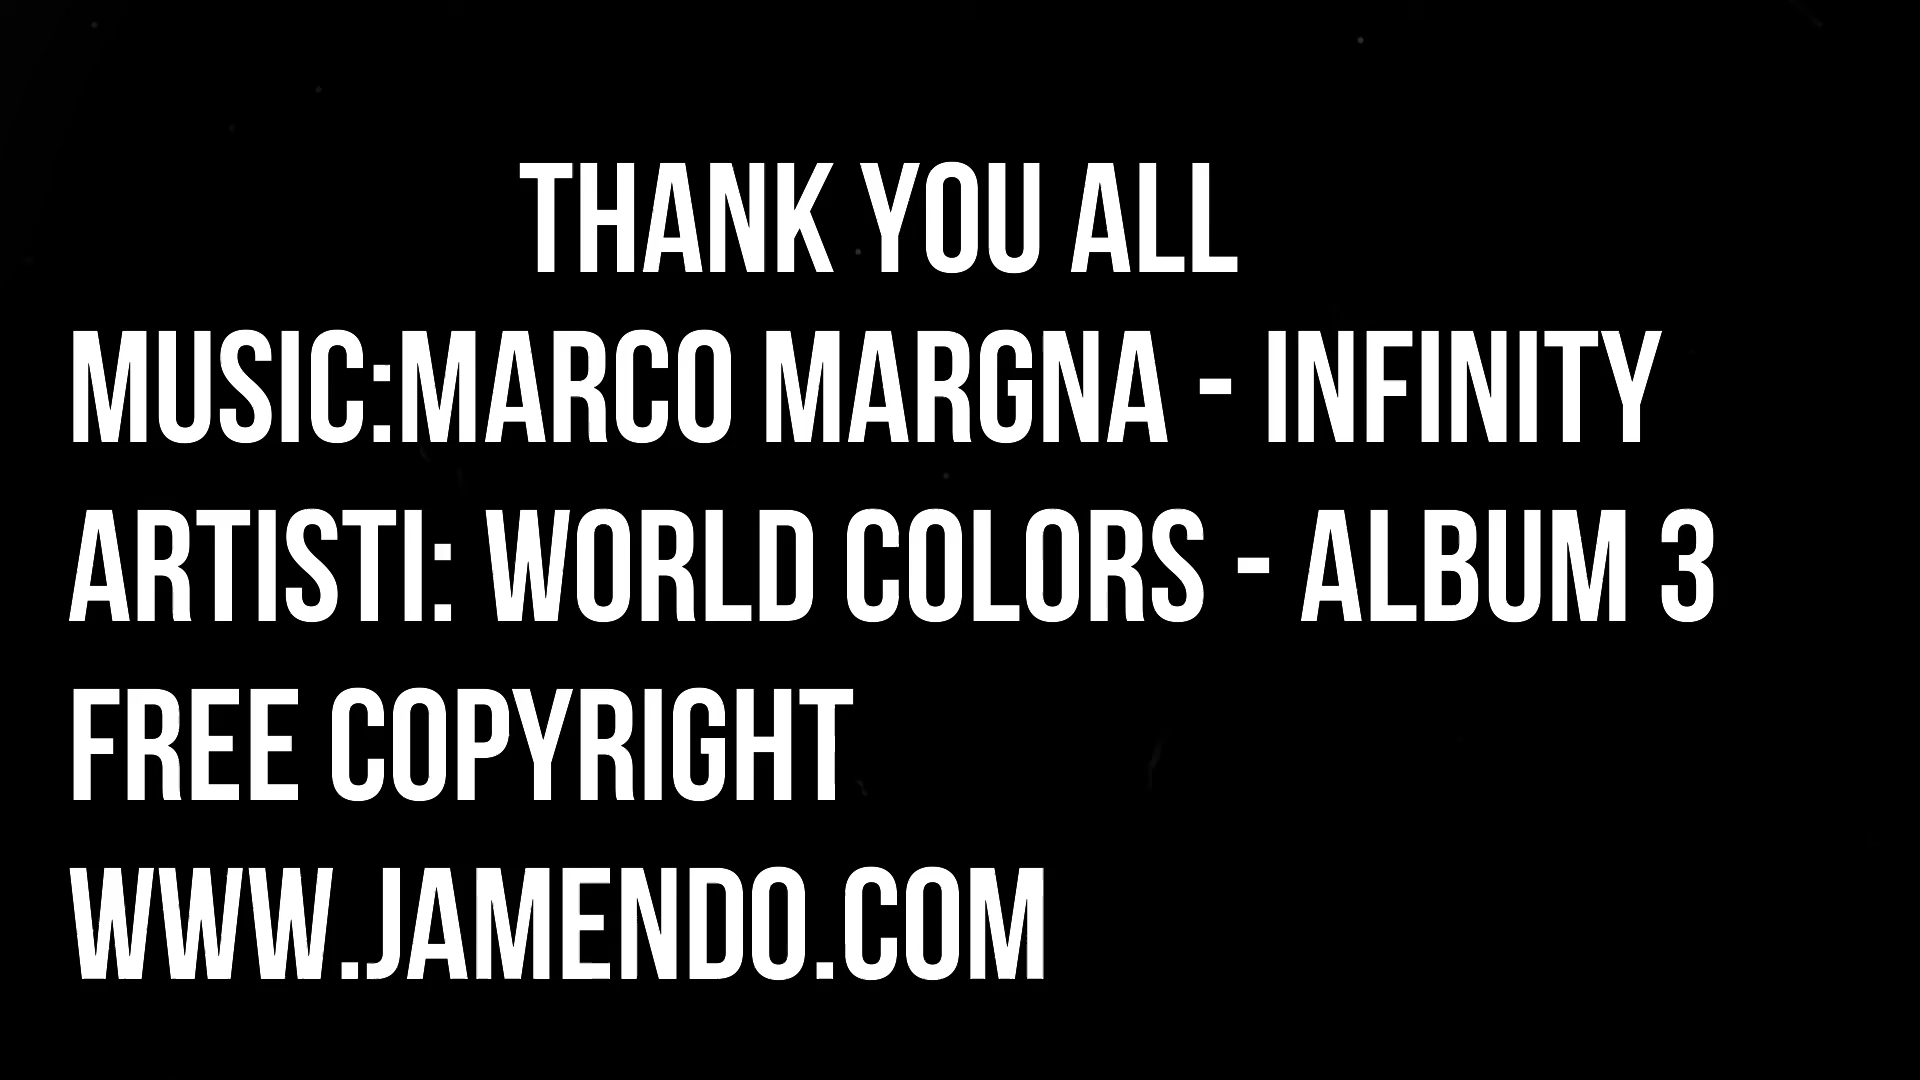 THANK YOU ALL
MUSIC:MARCO MARGNA - INFINITY
ARTISTI: WORLD COLORS - ALBUM 3
FREE COPYRIGHT
WWW.JAMENDO.COM